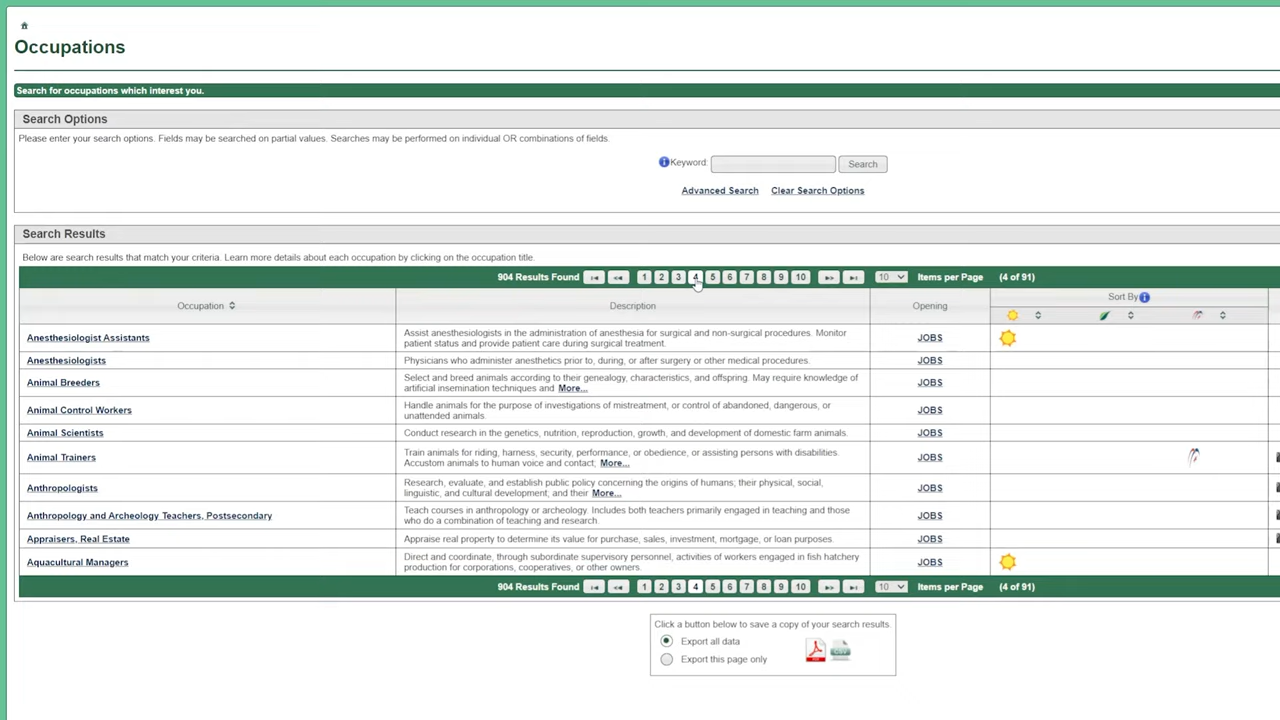 Occupations
Search for occupations which interest you.
Search Options
Please enter your search options. Fields may be searched on partial values. Searches may be performed on individual OR combinations of fields.
Keyword: Search
Advanced Search Clear Search Options
Search Results
Below are search results that match your criteria. Learn more details about each occupation by clicking on the occupation title.
904 Results Found 1 2 3 4 5 6 7 8 9 10 10 Items per Page (4 of 91)
Occupation Description Opening Sort By
Anesthesiologist Assistants Assist anesthesiologists in the administration of anesthesia for surgical and non-surgical procedures. Monitor JOBS
patient status and provide patient care during surgical treatment.
Anesthesiologists Physicians who administer anesthetics prior to, during, or after surgery or other medical procedures. JOBS
Animal Breeders Select and breed animals according to their genealogy, characteristics, and offspring. May require knowledge of JOBS
artificial insemination techniques and More...
Animal Control Workers Handle animals for the purpose of investigations of mistreatment, or control of abandoned, dangerous, or JOBS
unattended animals.
Animal Scientists Conduct research in the genetics, nutrition, reproduction, growth, and development of domestic farm animals. JOBS
Animal Trainers Train animals for riding, harness, security, performance, or obedience, or assisting persons with disabilities. JOBS
Accustom animals to human voice and contact; More...
Anthropologists Research, evaluate, and establish public policy concerning the origins of humans; their physical, social, JOBS
linguistic, and cultural development; and their More...
Anthropology and Archeology Teachers, Postsecondary Teach courses in anthropology or archeology. Includes both teachers primarily engaged in teaching and those JOBS
who do a combination of teaching and research.
Appraisers, Real Estate Appraise real property to determine its value for purchase, sales, investment, mortgage, or loan purposes. JOBS
Aquacultural Managers Direct and coordinate, through subordinate supervisory personnel, activities of workers engaged in fish hatchery JOBS
production for corporations, cooperatives, or other owners.
904 Results Found 1 2 3 4 5 6 7 8 9 10 10 Items per Page (4 of 91)
Click a button below to save a copy of your search results.
Export all data
Export this page only